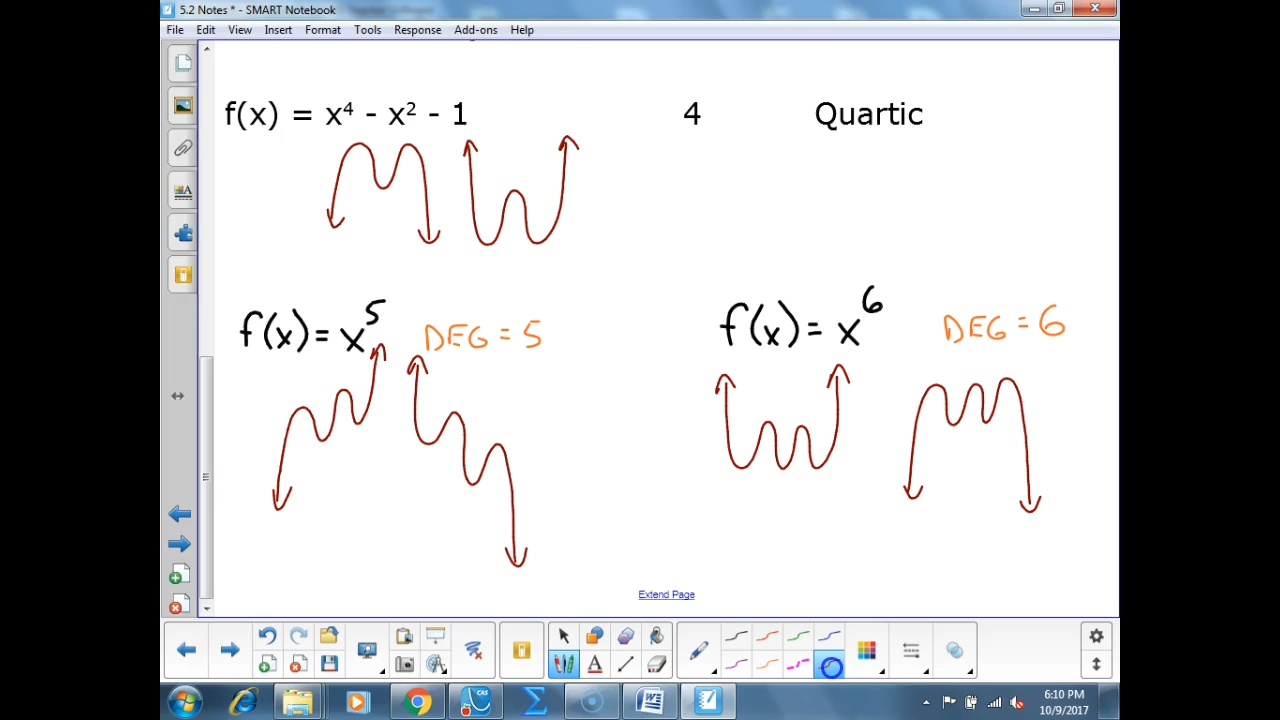 5.2 Notes * - SMART Notebook
File Edit View Insert Format Tools Response Add-ons Help
f(x) = x⁴ - x² - 1 4 Quartic
f(x) = x⁵ DEG = 5 f(x) = x⁶ DEG = 6
Extend Page
6:10 PM
10/9/2017